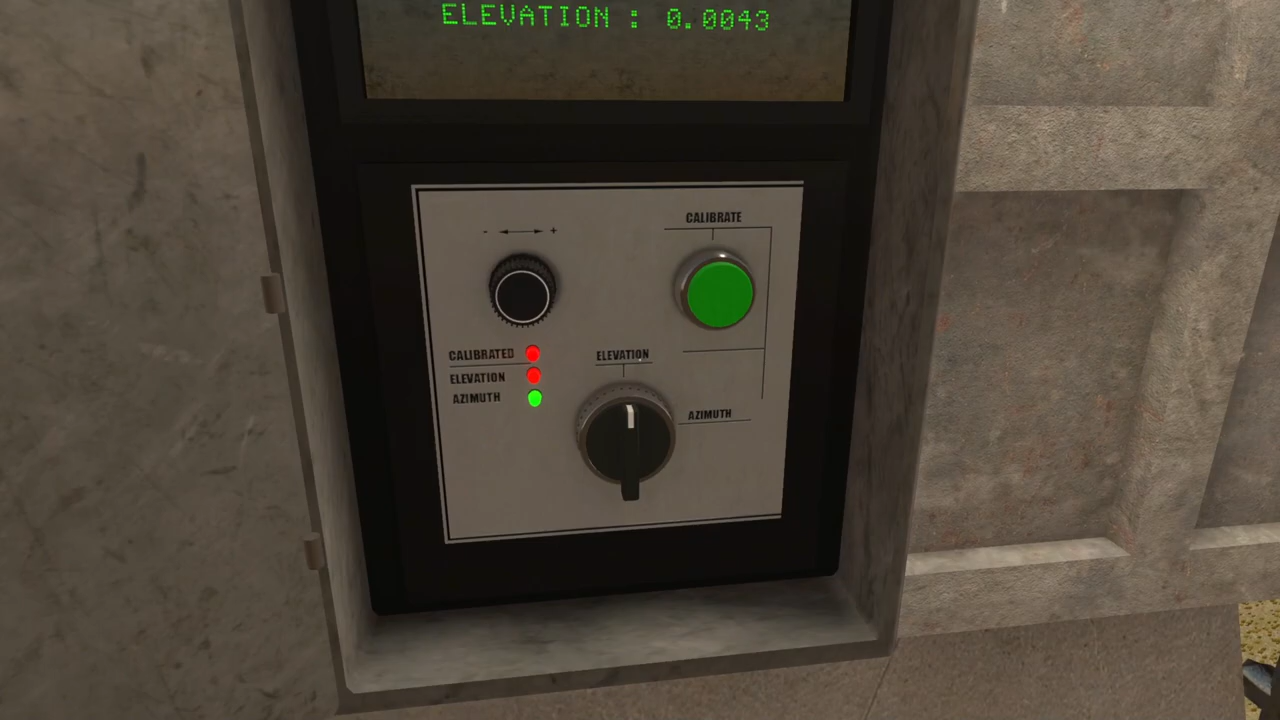 ELEVATION : 0.0043
- +
CALIBRATE
CALIBRATED
ELEVATION
ELEVATION
AZIMUTH
AZIMUTH